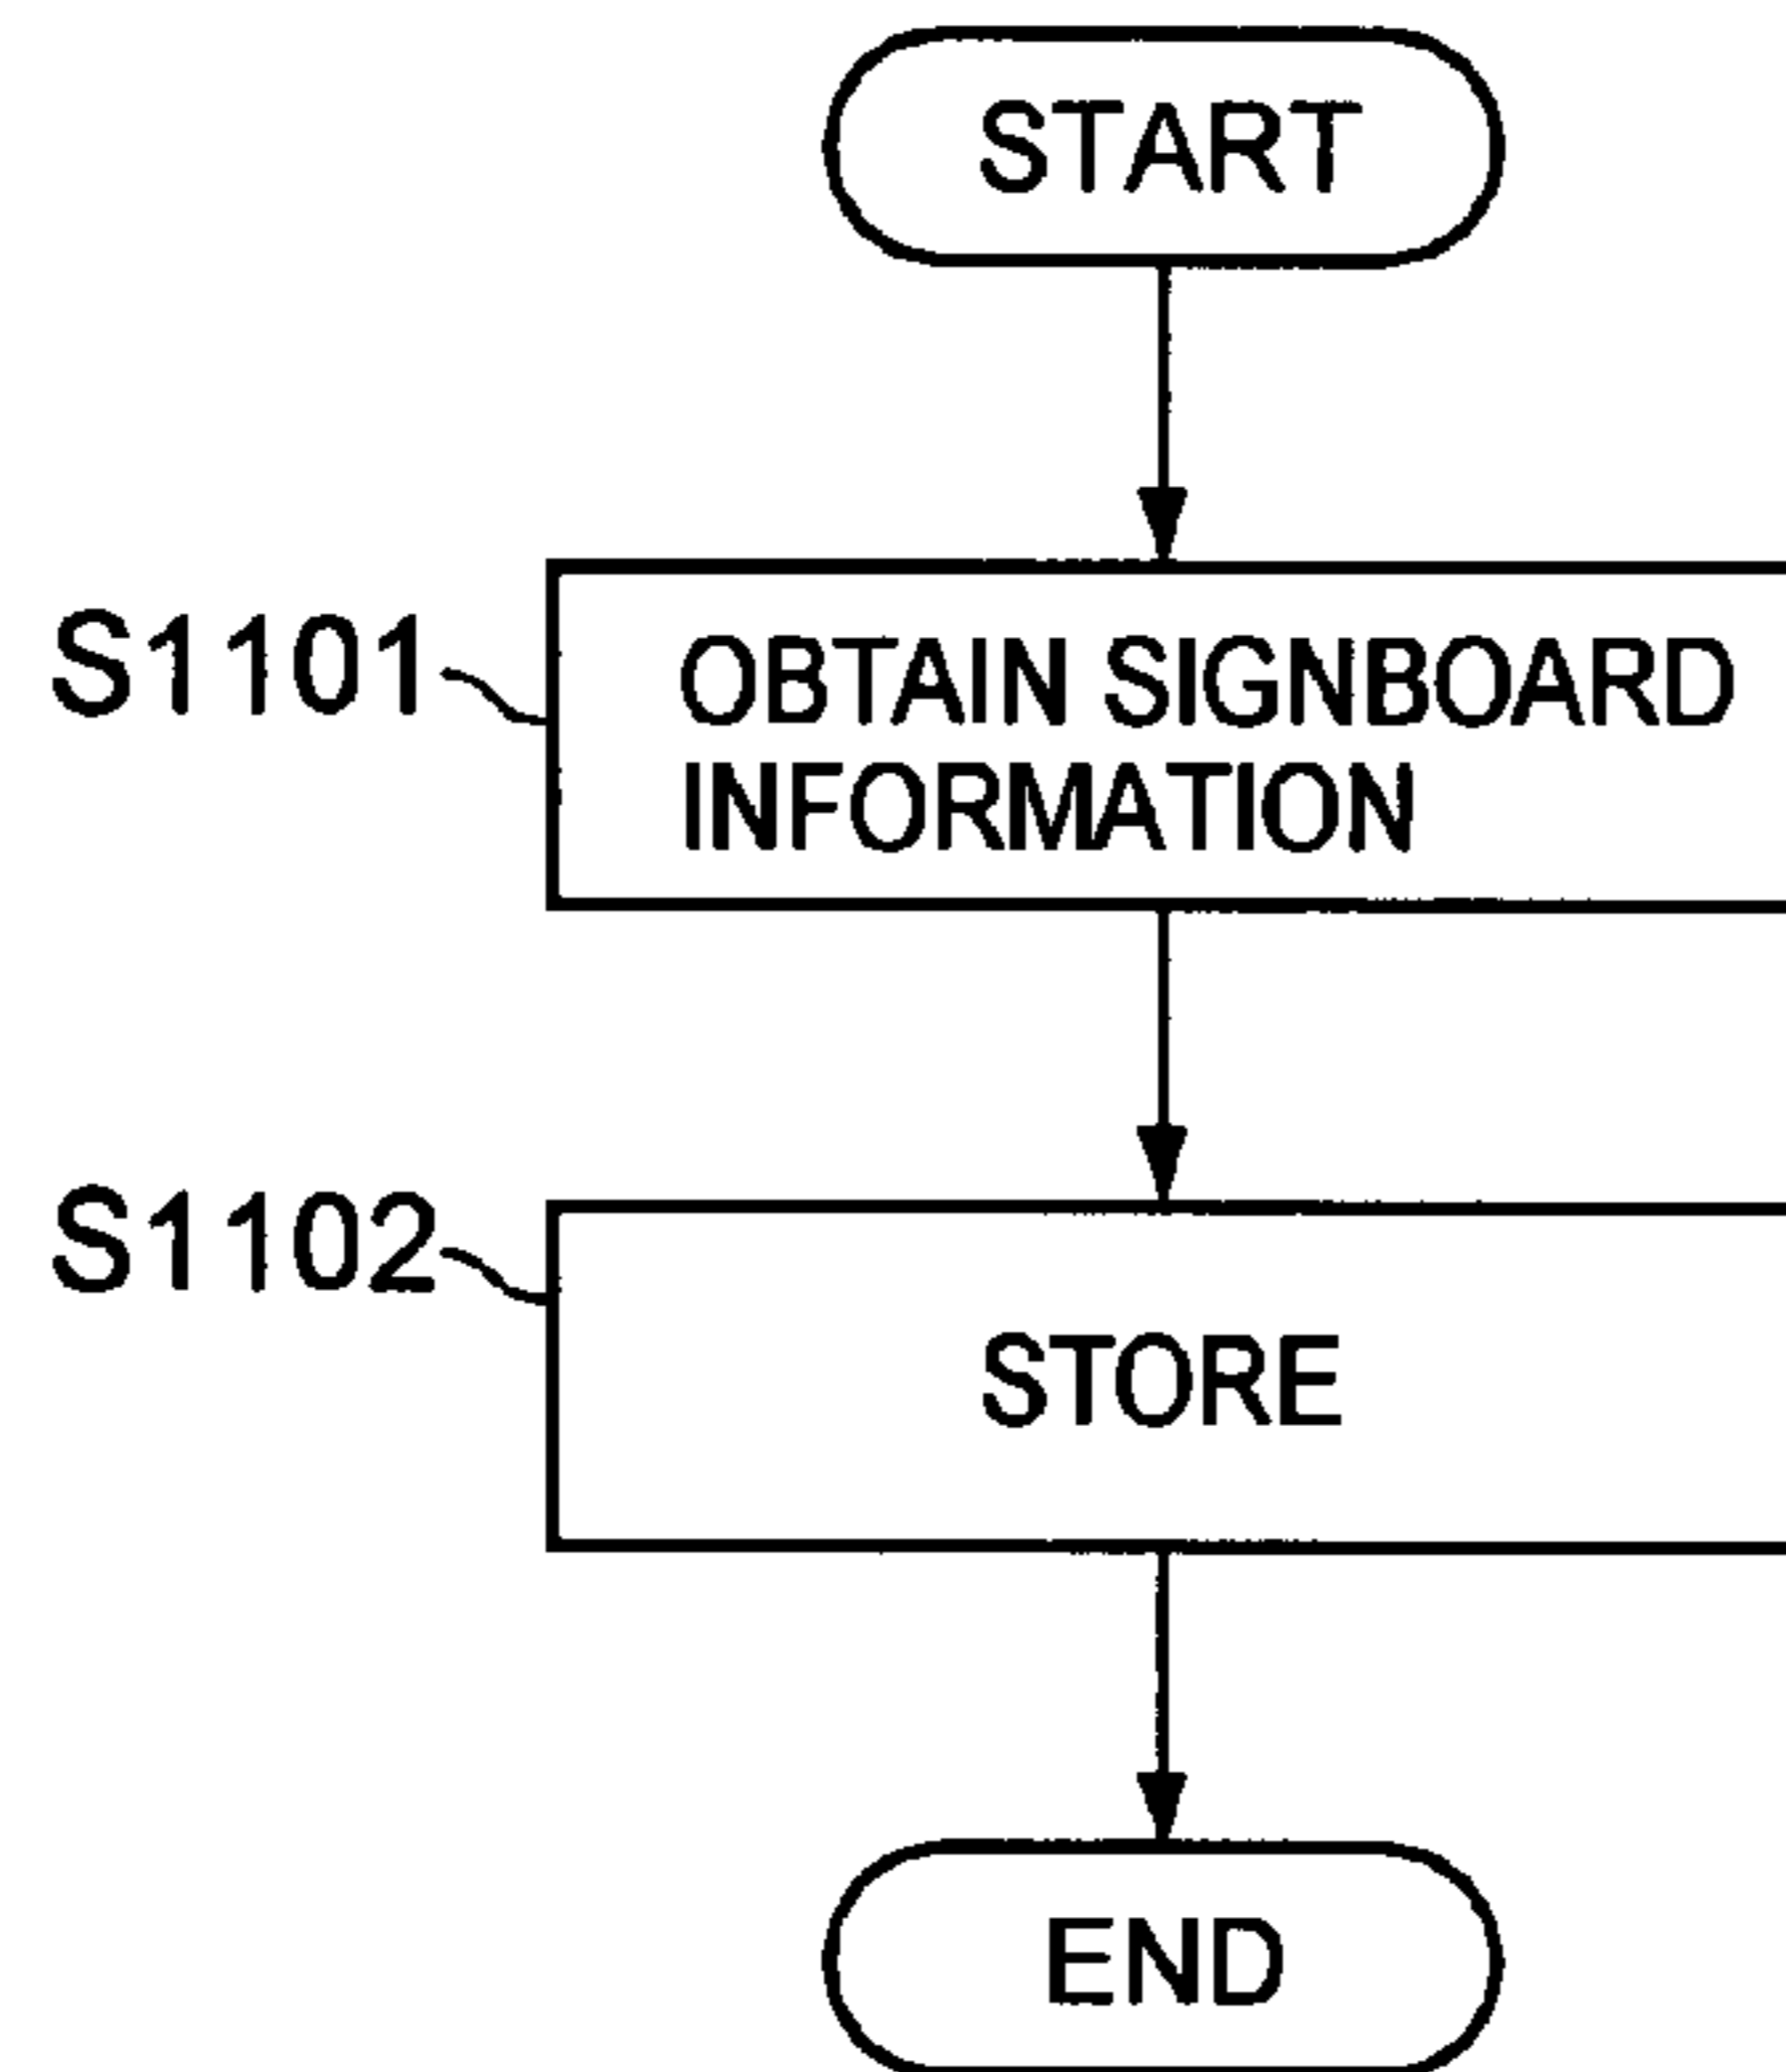 START
S1101
OBTAIN SIGNBOARD
INFORMATION
S1102
STORE
END